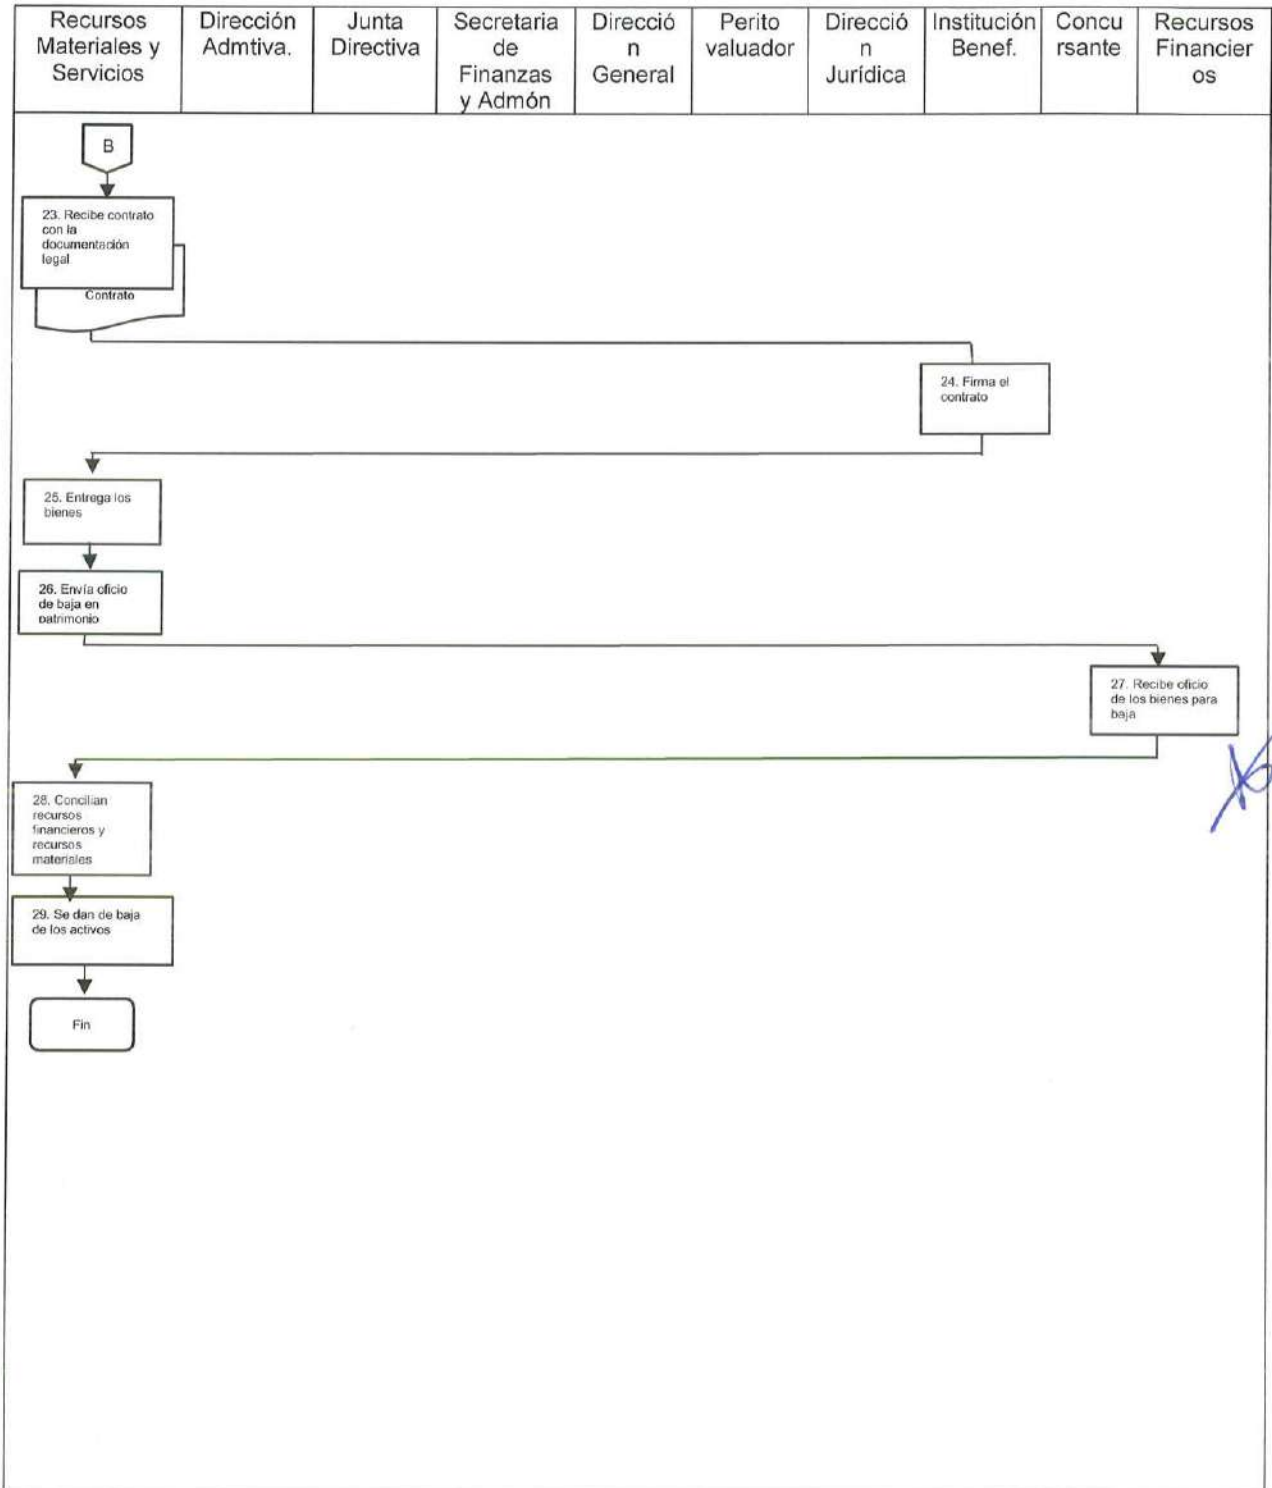 Recursos
Materiales y
Servicios
Dirección
Admtiva.
Junta
Directiva
Secretaria
de
Finanzas
y Admón
Direcció
n
General
Perito
valuador
Direcció
n
Jurídica
Institución
Benef.
Concu
rsante
Recursos
Financier
os
B
23. Recibe contrato
con la
documentación
legal
Contrato
24. Firma el
contrato
25. Entrega los
bienes
26. Envía oficio
de baja en
patrimonio
27. Recibe oficio
de los bienes para
baja
28. Concilian
recursos
financieros y
recursos
materiales
29. Se dan de baja
de los activos
Fin